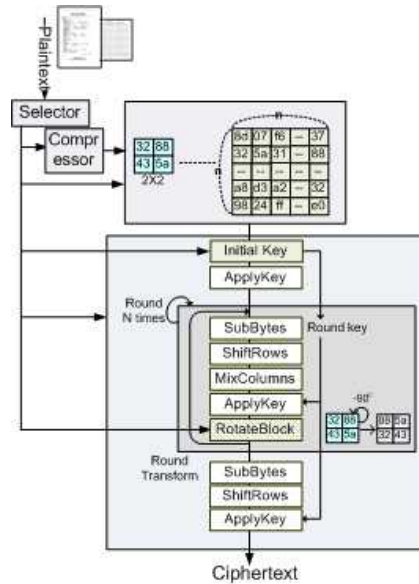 Plaintext
Selector
Compr
essor
32 88
43 5a
2X2
n
n
8d 07 f6 -- 37
32 5a 31 -- 88
-- -- -- -- --
a8 d3 a2 -- 32
98 24 ff -- e0
Initial Key
ApplyKey
Round
N times
Round key
SubBytes
ShiftRows
MixColumns
ApplyKey
RotateBlock
-90°
32 88
43 5a
88 5a
32 43
Round
Transform
SubBytes
ShiftRows
ApplyKey
Ciphertext